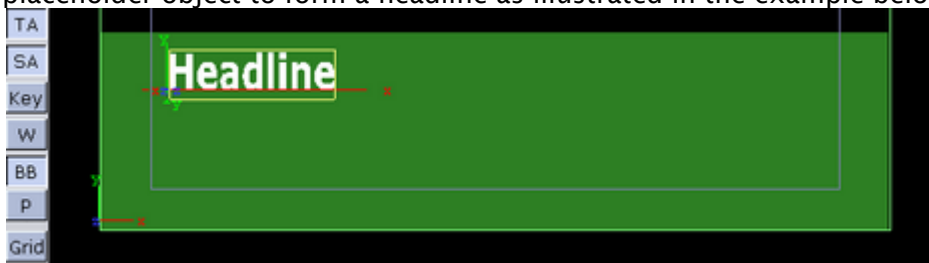 placeholder object to form a headline as illustrated in the example belo
TA
SA
Headline
Key
W
BB
P
Grid